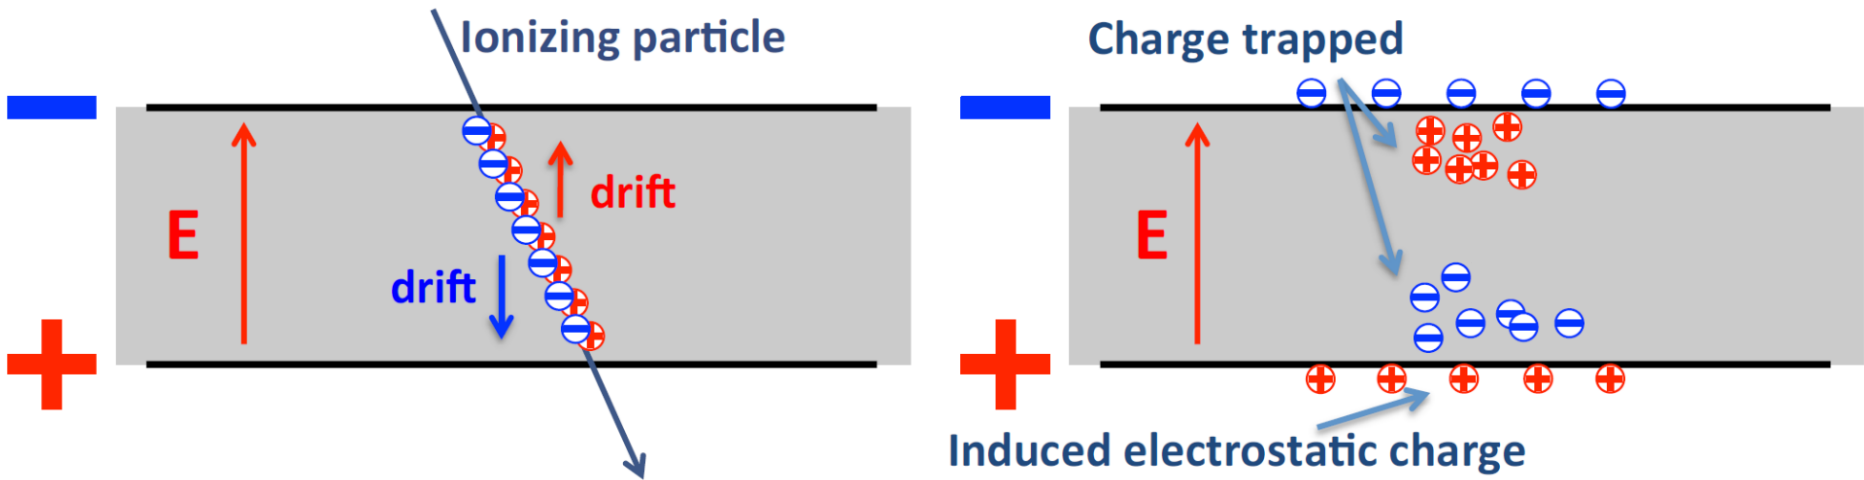 Ionizing particle
E
drift
drift
Charge trapped
E
Induced electrostatic charge